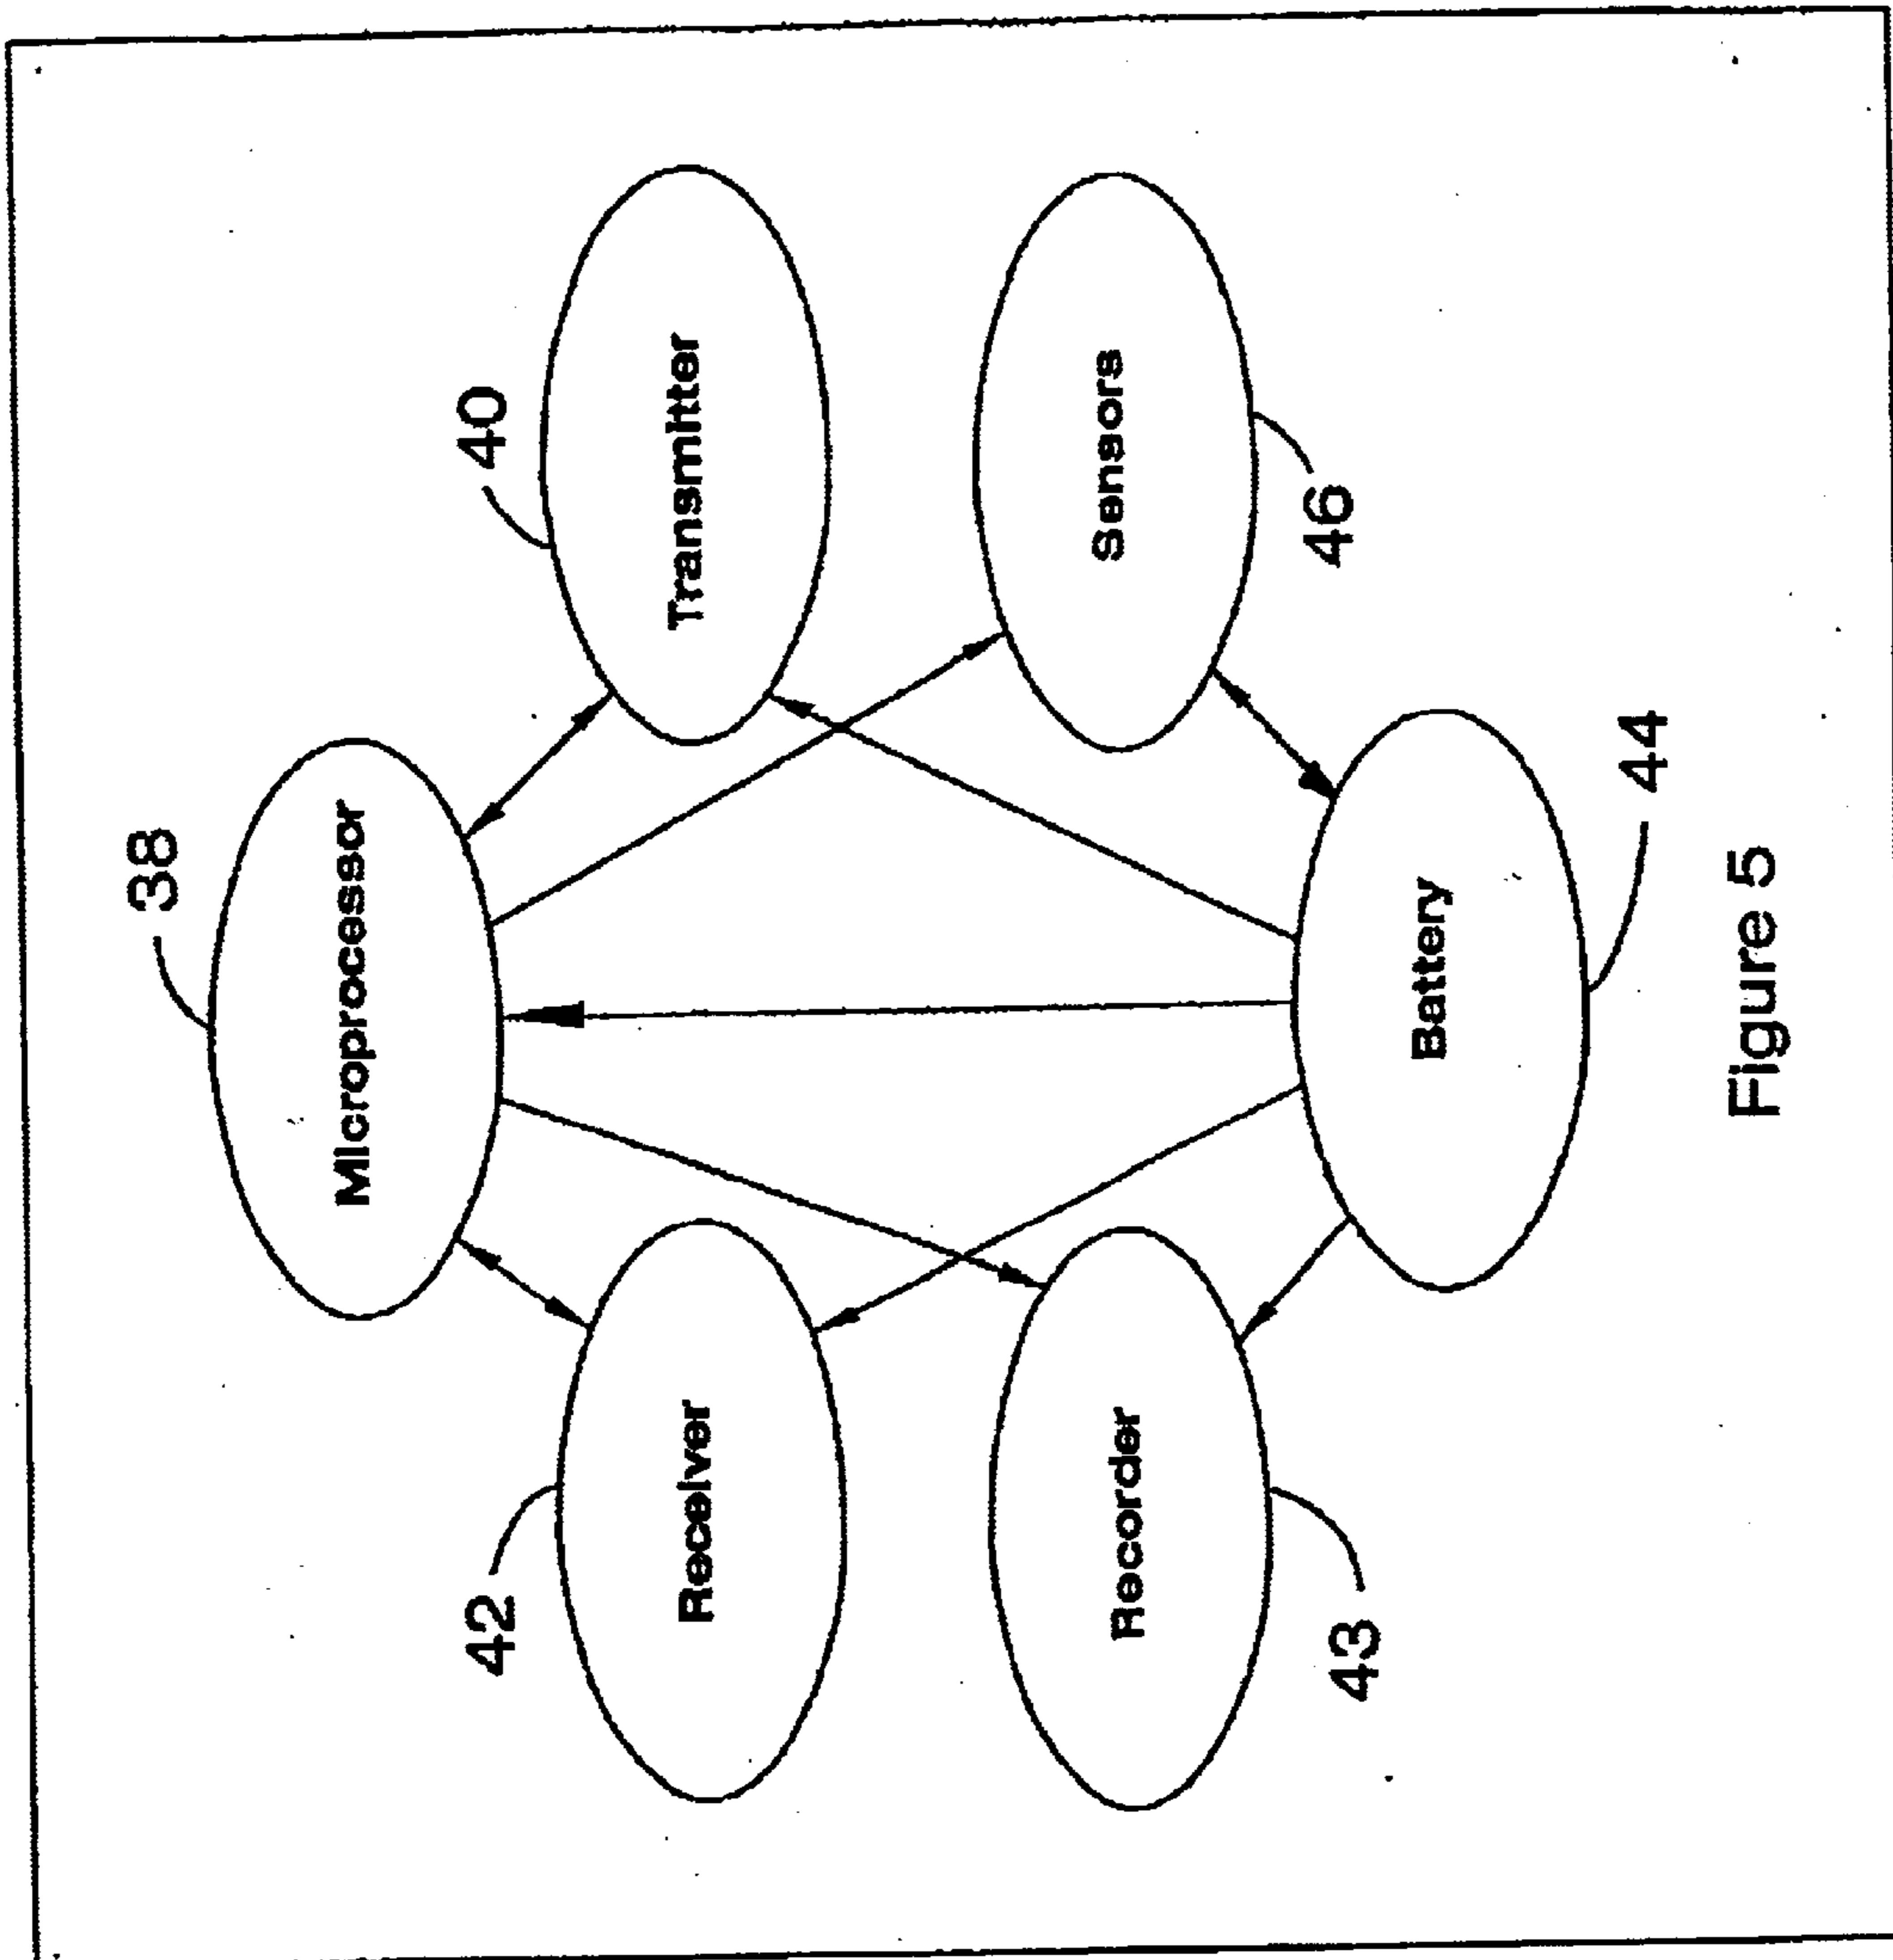 38
Microprocessor
42
40
Receiver
Transmitter
Recorder
Sensors
43
46
Battery
44
Figure 5